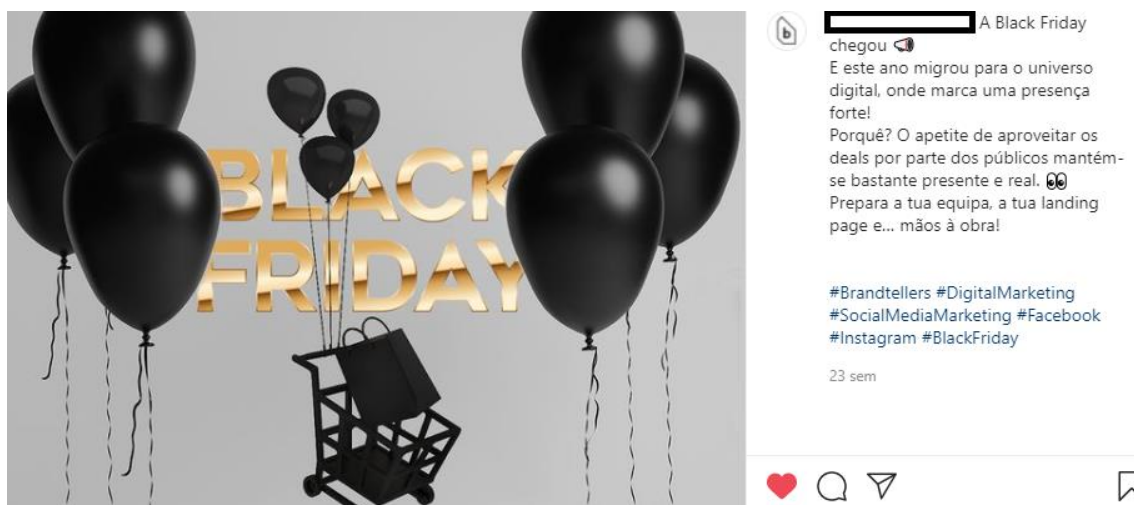 BLACK
FRIDAY
b
A Black Friday
chegou
E este ano migrou para o universo
digital, onde marca uma presença
forte!
Porquê? O apetite de aproveitar os
deals por parte dos públicos mantém-
se bastante presente e real.
Prepara a tua equipa, a tua landing
page e... mãos à obra!
#Brandtellers #DigitalMarketing
#SocialMediaMarketing #Facebook
#Instagram #BlackFriday
23 sem